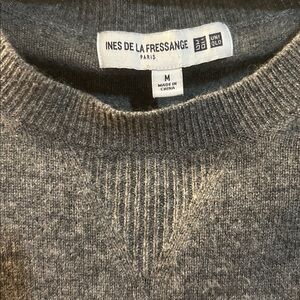 INES DE LA FRESSANGE
PARIS
ユニ
クロ
UNI
QLO
M
MADE IN
CHINA